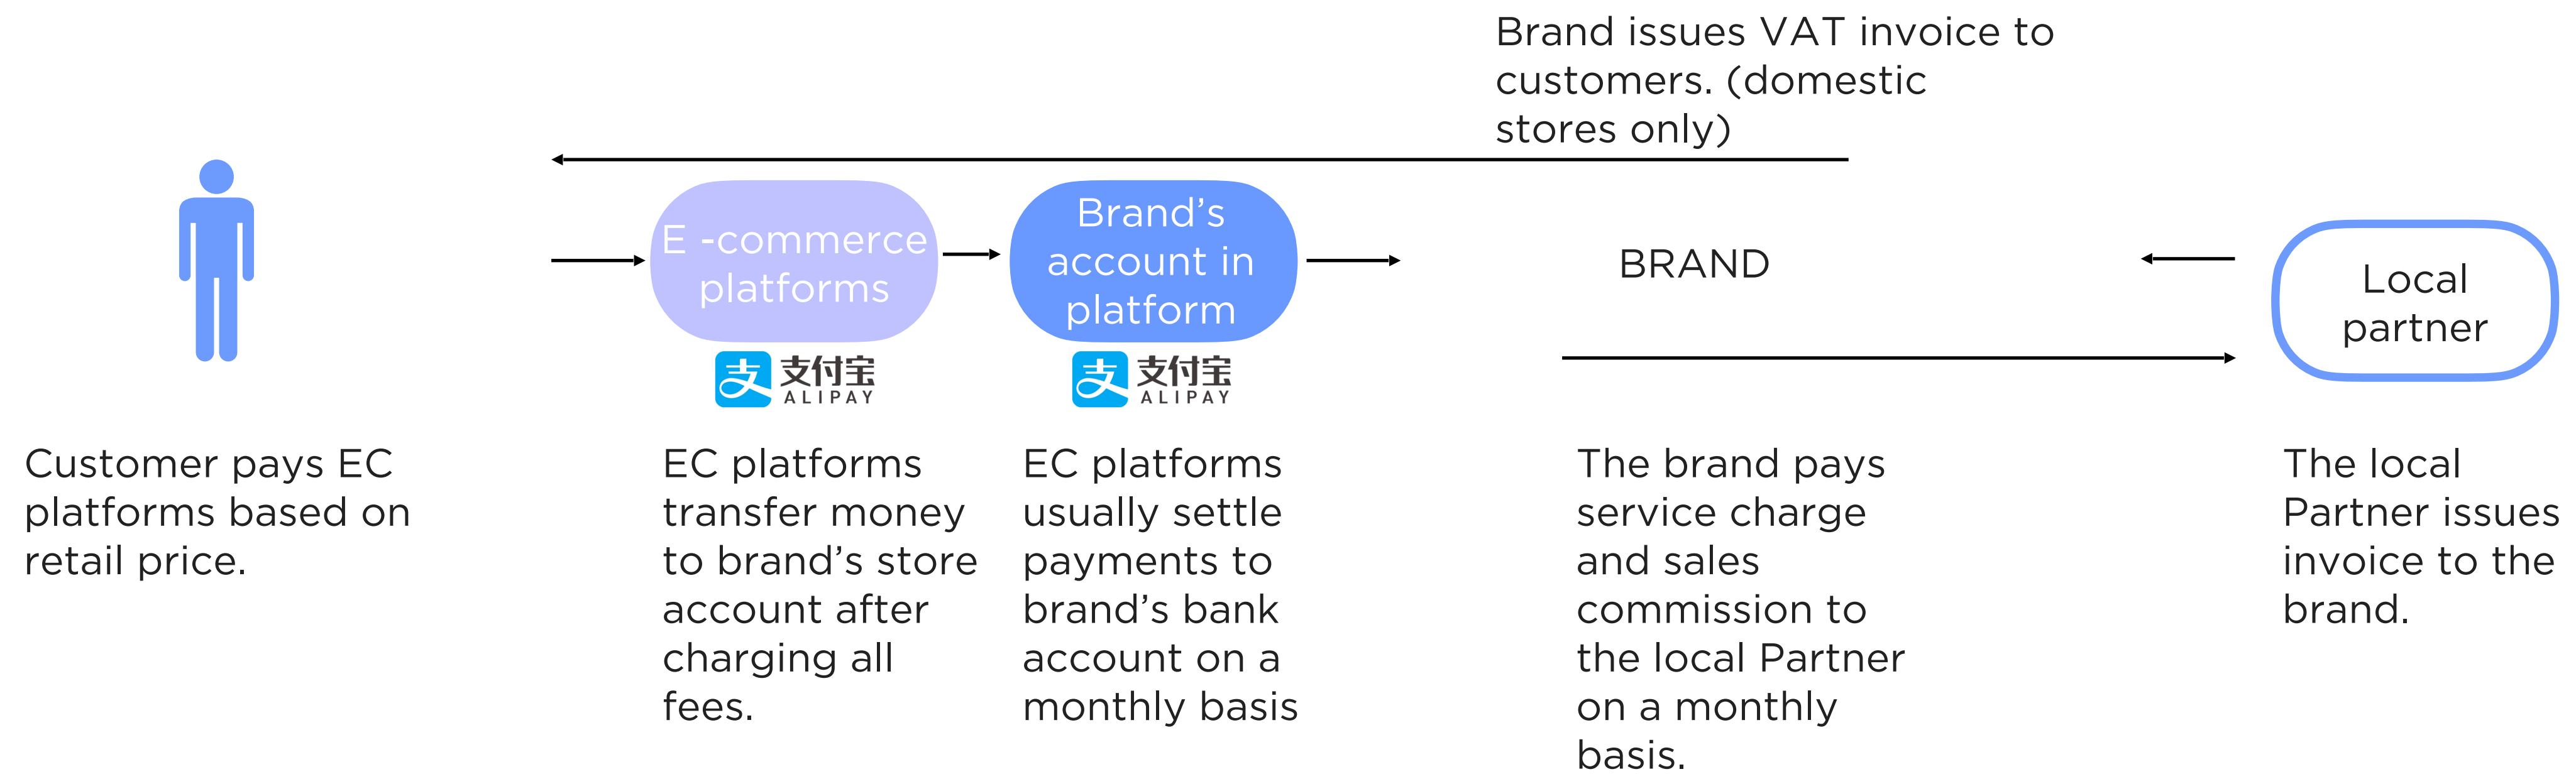 Brand issues VAT invoice to
customers. (domestic
stores only)
E -commerce
platforms
支付宝
ALIPAY
Brand’s
account in
platform
支付宝
ALIPAY
BRAND
Local
partner
Customer pays EC
platforms based on
retail price.
EC platforms
transfer money
to brand’s store
account after
charging all
fees.
EC platforms
usually settle
payments to
brand’s bank
account on a
monthly basis
The brand pays
service charge
and sales
commission to
the local Partner
on a monthly
basis.
The local
Partner issues
invoice to the
brand.